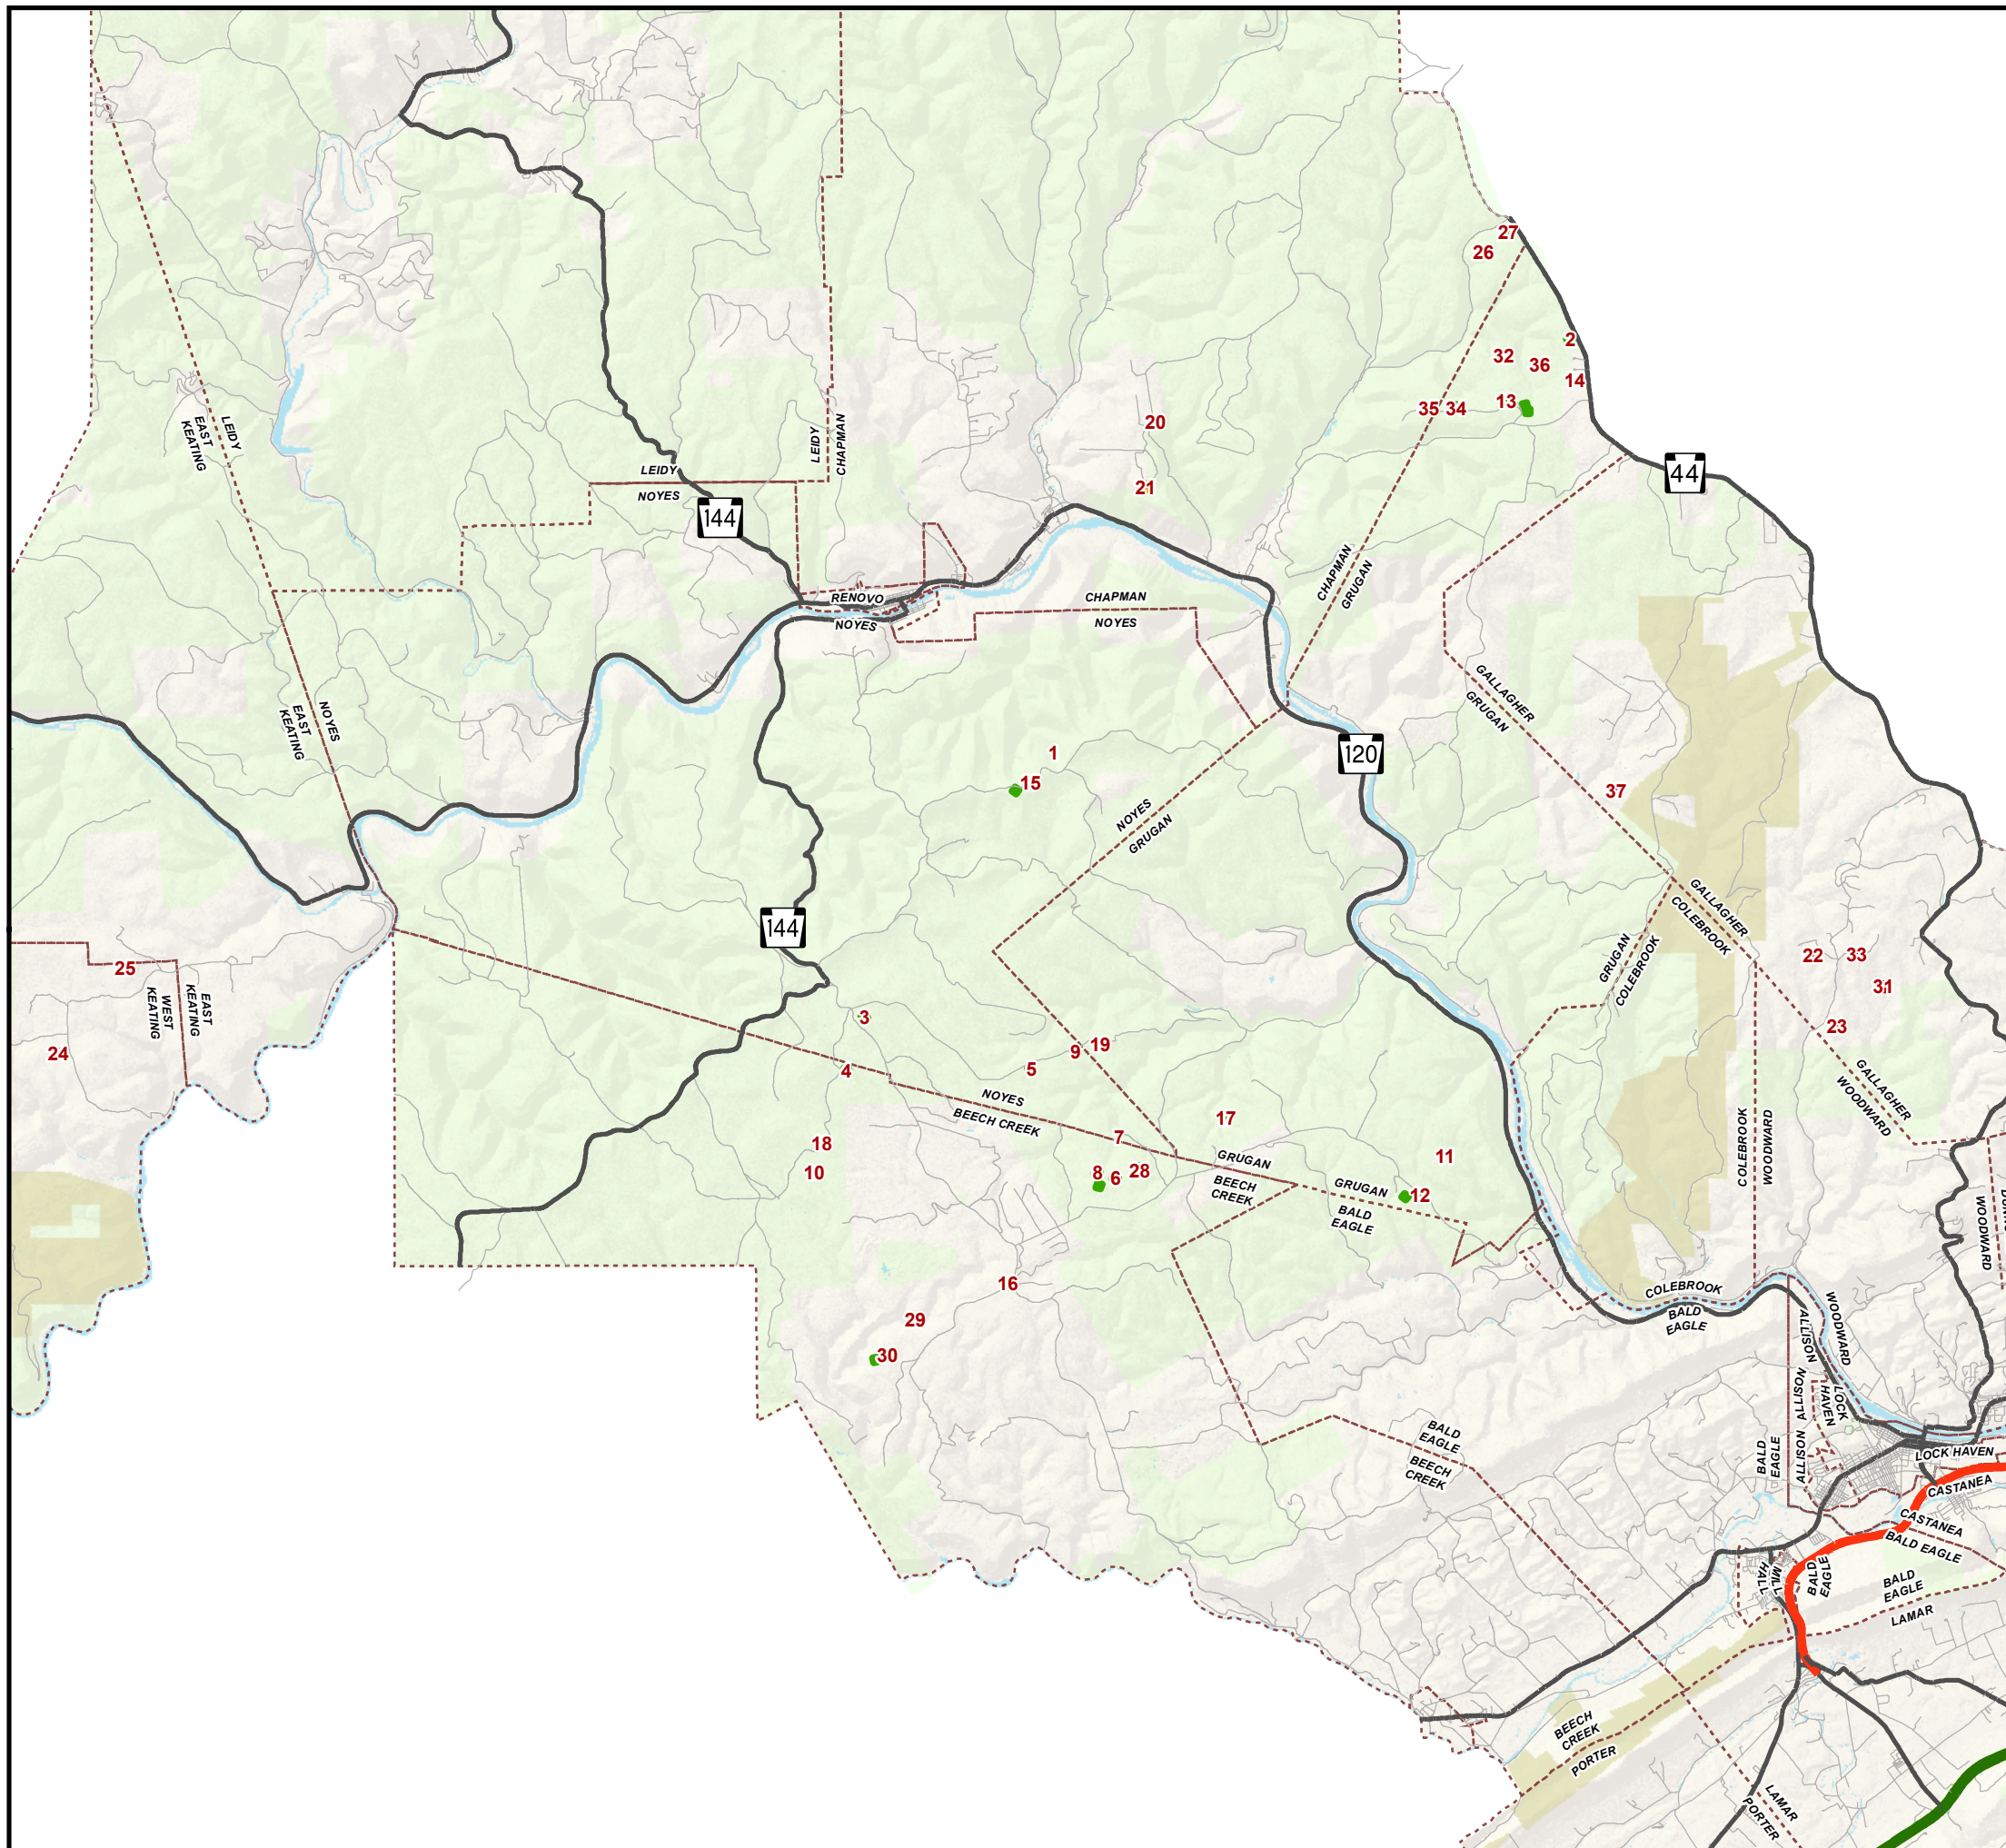 27
26
2
32
36
14
13
35
34
20
LEIDY
EAST
KEATING
LEIDY
CHAPMAN
LEIDY
NOYES
44
21
144
CHAPMAN
GRUGAN
RENOVO
NOYES
CHAPMAN
NOYES
GALLAGHER
GRUGAN
NOYES
EAST
KEATING
120
1
15
37
NOYES
GRUGAN
144
GALLAGHER
COLEBROOK
GRUGAN
COLEBROOK
22
33
31
23
25
WEST
KEATING
EAST
KEATING
24
3
4
5
9
19
NOYES
BEECH CREEK
7
17
GALLAGHER
WOODWARD
COLEBROOK
WOODWARD
18
10
8
6
28
GRUGAN
BEECH
CREEK
11
12
GRUGAN
BALD
EAGLE
WOODWARD
16
29
30
COLEBROOK
BALD
EAGLE
WOODWARD
ALLISON
ALLISON
LOCK
HAVEN
BALD
EAGLE
ALLISON
BALD
EAGLE
BEECH
CREEK
LOCK HAVEN
CASTANEA
CASTANEA
BALD EAGLE
MILL
HALL
BALD
EAGLE
BALD
EAGLE
LAMAR
BEECH
CREEK
PORTER
LAMAR
PORTER